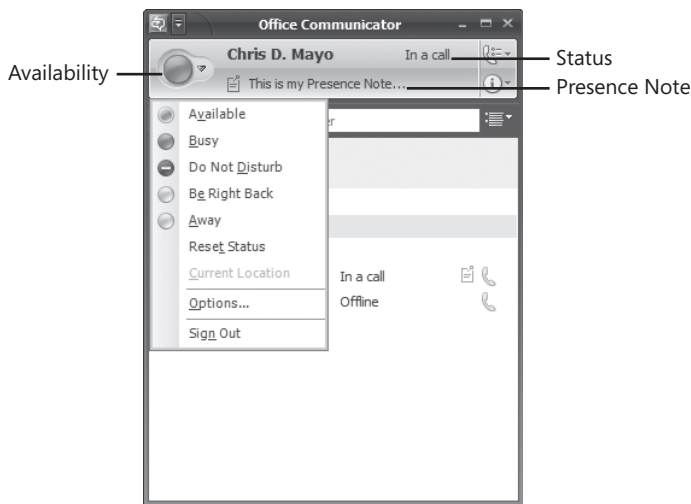 Office Communicator
Chris D. Mayo In a call
This is my Presence Note...
Availability
Status
Presence Note
Available
Busy
Do Not Disturb
Be Right Back
Away
Reset Status
Current Location
Options...
Sign Out
In a call
Offline